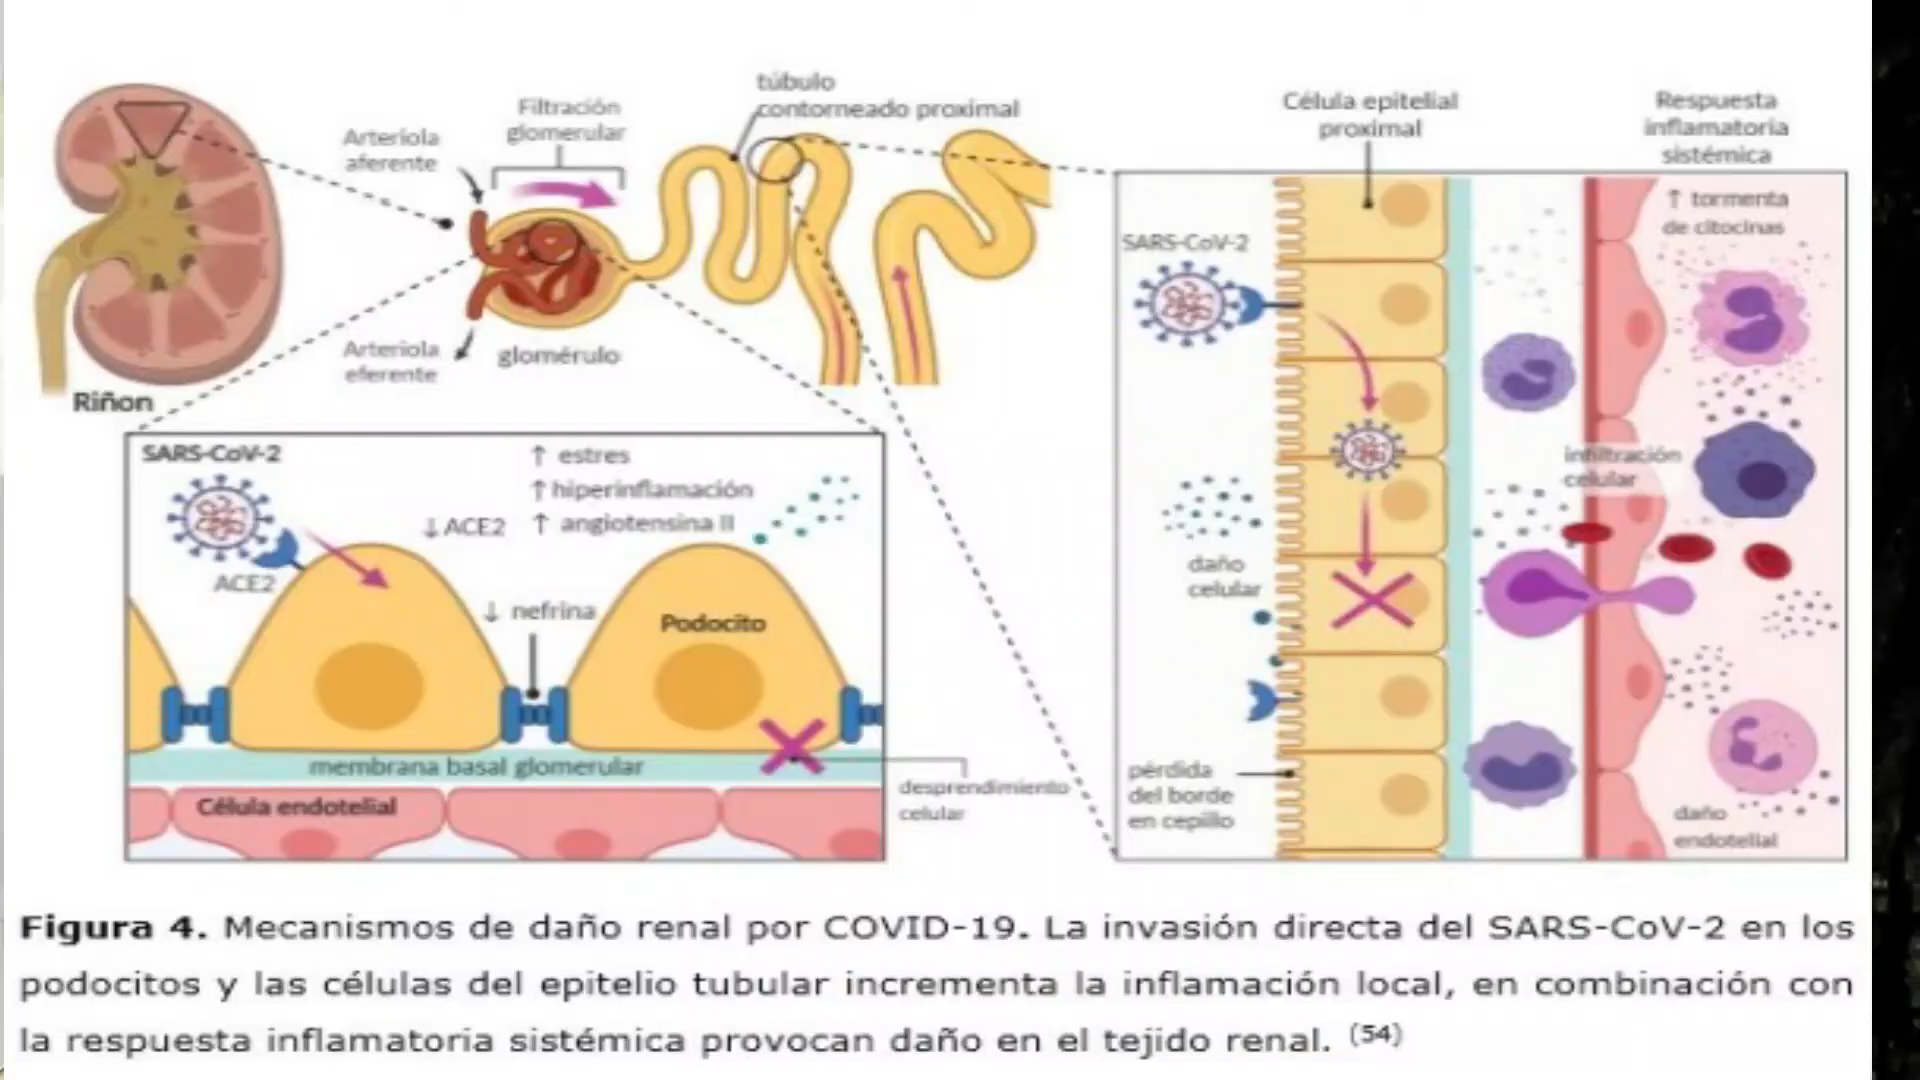 túbulo
contorneado proximal
Filtración
glomerular
Arteriola
aferente
Arteriola
eferente
glomérulo
Riñon
SARS-CoV-2
↑ estres
↑ hiperinflamación
↓ ACE2 ↑ angiotensina II
ACE2
↓ nefrina
Podocito
membrana basal glomerular
Célula endotelial
desprendimiento
celular
Célula epitelial
proximal
Respuesta
inflamatoria
sistémica
↑ tormenta
de citocinas
SARS-CoV-2
infiltración
celular
daño
celular
pérdida
del borde
en cepillo
daño
endotelial
Figura 4. Mecanismos de daño renal por COVID-19. La invasión directa del SARS-CoV-2 en los
podocitos y las células del epitelio tubular incrementa la inflamación local, en combinación con
la respuesta inflamatoria sistémica provocan daño en el tejido renal. (54)